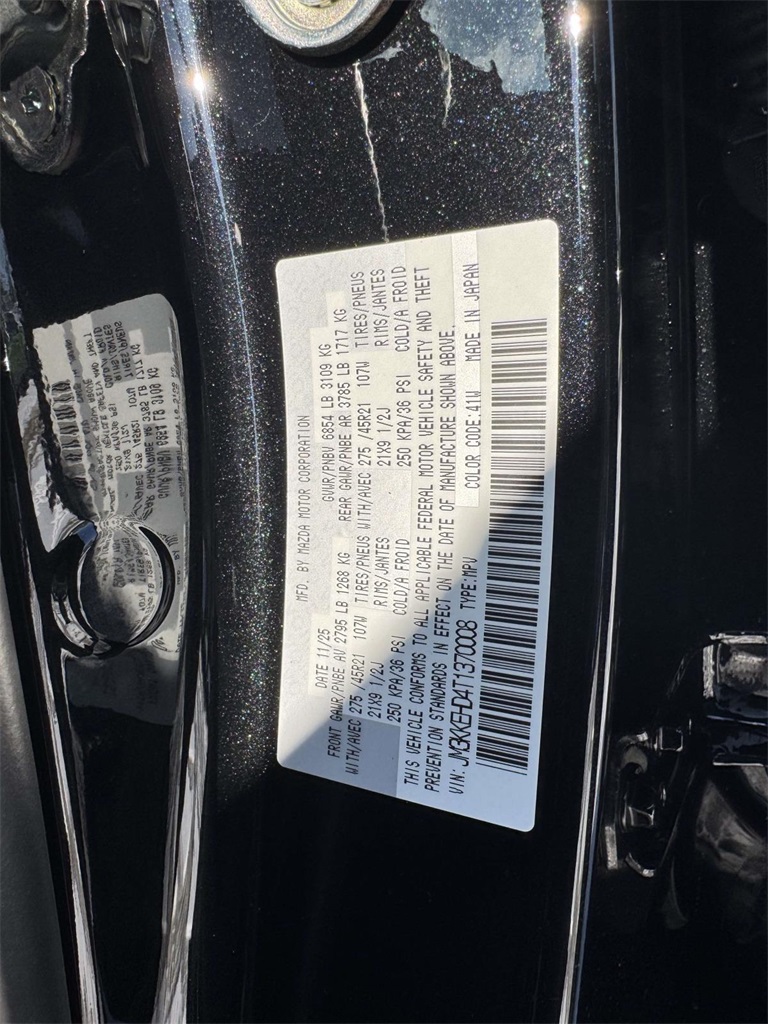 MFD. BY MAZDA MOTOR CORPORATION
DATE 11/25 GVWR/PNBV 6854 LB 3109 KG
FRONT GAWR/PNBE AV 2795 LB 1268 KG REAR GAWR/PNBE AR 3785 LB 1717 KG
WITH/AVEC 275 /45R21 107W TIRES/PNEUS WITH/AVEC 275 /45R21 107W TIRES/PNEUS
21X9 1/2J RIMS/JANTES 21X9 1/2J RIMS/JANTES
250 KPA/36 PSI COLD/A FROID 250 KPA/36 PSI COLD/A FROID
THIS VEHICLE CONFORMS TO ALL APPLICABLE FEDERAL MOTOR VEHICLE SAFETY AND THEFT
PREVENTION STANDARDS IN EFFECT ON THE DATE OF MANUFACTURE SHOWN ABOVE.
VIN: JM3KKEHD4T1370008 TYPE:MPV COLOR CODE:41W MADE IN JAPAN